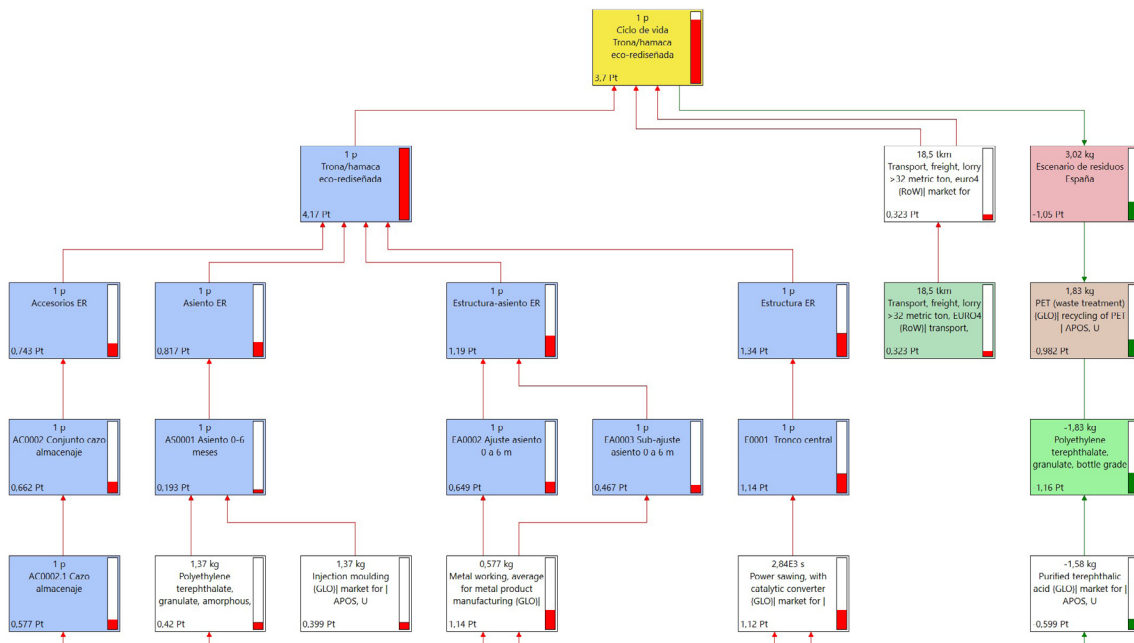 1 p
Ciclo de vida
Trona/hamaca
eco-rediseñada
3,7 Pt
1 p
Trona/hamaca
eco-rediseñada
4,17 Pt
18,5 tkm
Transport, freight, lorry
>32 metric ton, euro4
{RoW}| market for
0,323 Pt
3,02 kg
Escenario de residuos
España
-1,05 Pt
1 p
Accesorios ER
0,743 Pt
1 p
Asiento ER
0,817 Pt
1 p
Estructura-asiento ER
1,19 Pt
1 p
Estructura ER
1,34 Pt
18,5 tkm
Transport, freight, lorry
>32 metric ton, EURO4
{RoW}| transport,
0,323 Pt
1,83 kg
PET (waste treatment)
{GLO}| recycling of PET
| APOS, U
0,982 Pt
1 p
AC0002 Conjunto cazo
almacenaje
0,662 Pt
1 p
AS0001 Asiento 0-6
meses
0,193 Pt
1 p
EA0002 Ajuste asiento
0 a 6 m
0,649 Pt
1 p
EA0003 Sub-ajuste
asiento 0 a 6 m
0,467 Pt
1 p
E0001 Tronco central
1,14 Pt
-1,83 kg
Polyethylene
terephthalate,
granulate, bottle grade
1,16 Pt
1 p
AC0002.1 Cazo
almacenaje
0,577 Pt
1,37 kg
Polyethylene
terephthalate,
granulate, amorphous,
0,42 Pt
1,37 kg
Injection moulding
{GLO}| market for |
APOS, U
0,399 Pt
0,577 kg
Metal working, average
for metal product
manufacturing {GLO}|
1,14 Pt
2,84E3 s
Power sawing, with
catalytic converter
{GLO}| market for |
1,12 Pt
-1,58 kg
Purified terephthalic
acid {GLO}| market for |
APOS, U
-0,599 Pt